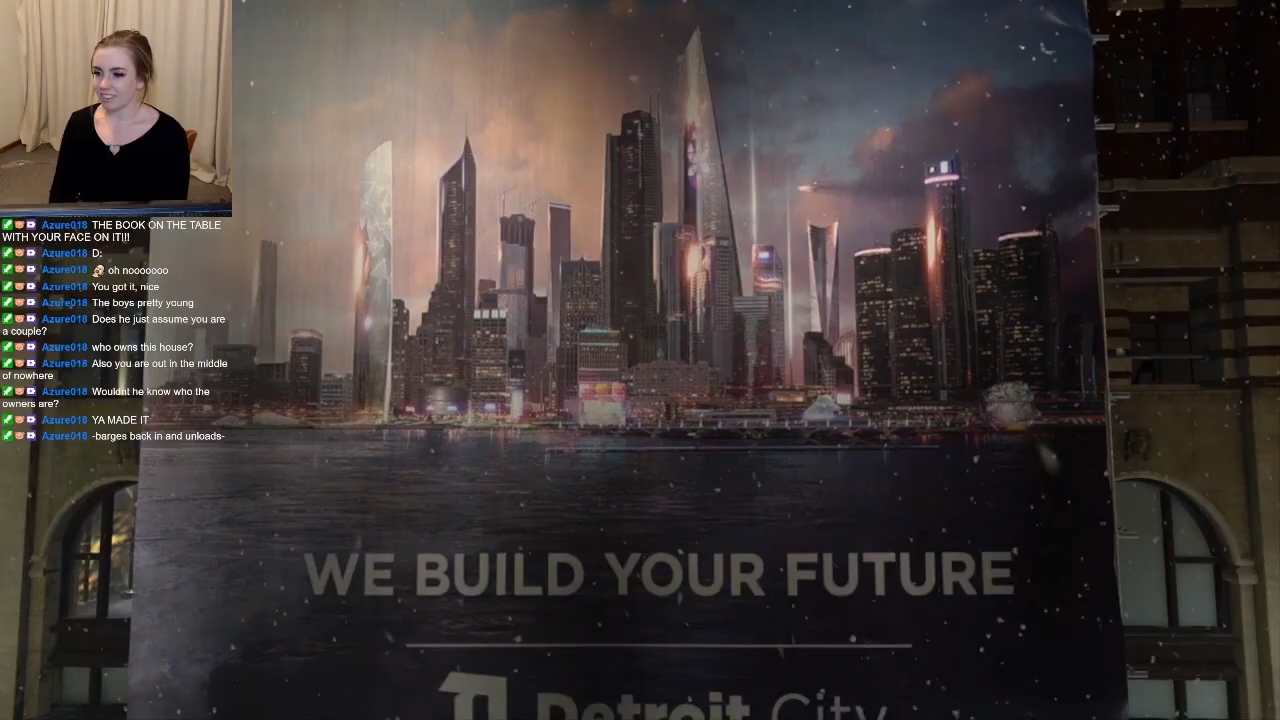 Azure018 THE BOOK ON THE TABLE
WITH YOUR FACE ON IT!!!
Azure018 D;
Azure018 oh nooooooo
Azure018 You got it, nice
Azure018 The boys pretty young
Azure018 Does he just assume you are
a couple?
Azure018 who owns this house?
Azure018 Also you are out in the middle
of nowhere
Azure018 Wouldnt he know who the
owners are?
Azure018 YA MADE IT
Azure018 -barges back in and unloads-
WE BUILD YOUR FUTURE
Detroit City